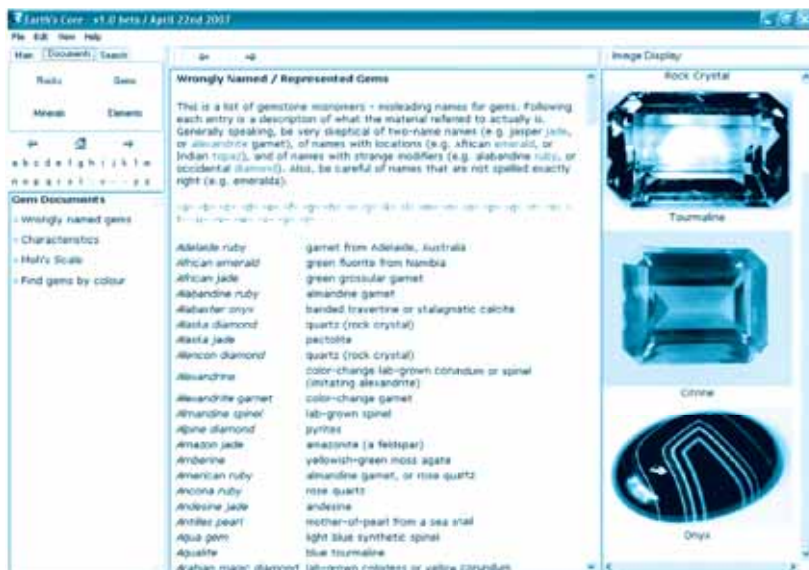 Earth's Core - v1.0 beta / April 22nd 2007
File Edit View Help
Main Documents Search
Rocks Gems
Minerals Elements
a b c d e f g h i j k l m
Gem Documents
Wrongly named gems
Characteristics
Moh's Scale
Find gems by colour
Wrongly Named / Represented Gems
This is a list of gemstone misnomers - misleading names for gems. Following
each entry is a description of what the material referred to actually is.
Generally speaking, be very skeptical of two-name names (e.g. jasper jade,
or alexandrite garnet), of names with locations (e.g. African emerald, or
Indian topaz), and of names with strange modifiers (e.g. alabandine ruby, or
occidental diamond). Also, be careful of names that are not spelled exactly
right (e.g. emeralda).
Adelaide ruby garnet from Adelaide, Australia
African emerald green fluorite from Namibia
African jade green grossular garnet
Alabandine ruby almandine garnet
Alabaster onyx banded travertine or stalagmatic calcite
Alaska diamond quartz (rock crystal)
Alaska jade pectolite
Alencon diamond quartz (rock crystal)
Alexandrine color-change lab-grown corundum or spinel
(imitating alexandrite)
Alexandrite garnet color-change garnet
Almandine spinel lab-grown spinel
Alpine diamond pyrites
Amazon jade amazonite (a feldspar)
Amberine yellowish-green moss agate
American ruby almandine garnet, or rose quartz
Ancona ruby rose quartz
Andesine jade andesine
Antilles pearl mother-of-pearl from a sea snail
Aqua gem light blue synthetic spinel
Aqualite blue tourmaline
Arabian magic diamond lab-grown colorless or yellow corundum
Image Display
Rock Crystal
Tourmaline
Citrine
Onyx